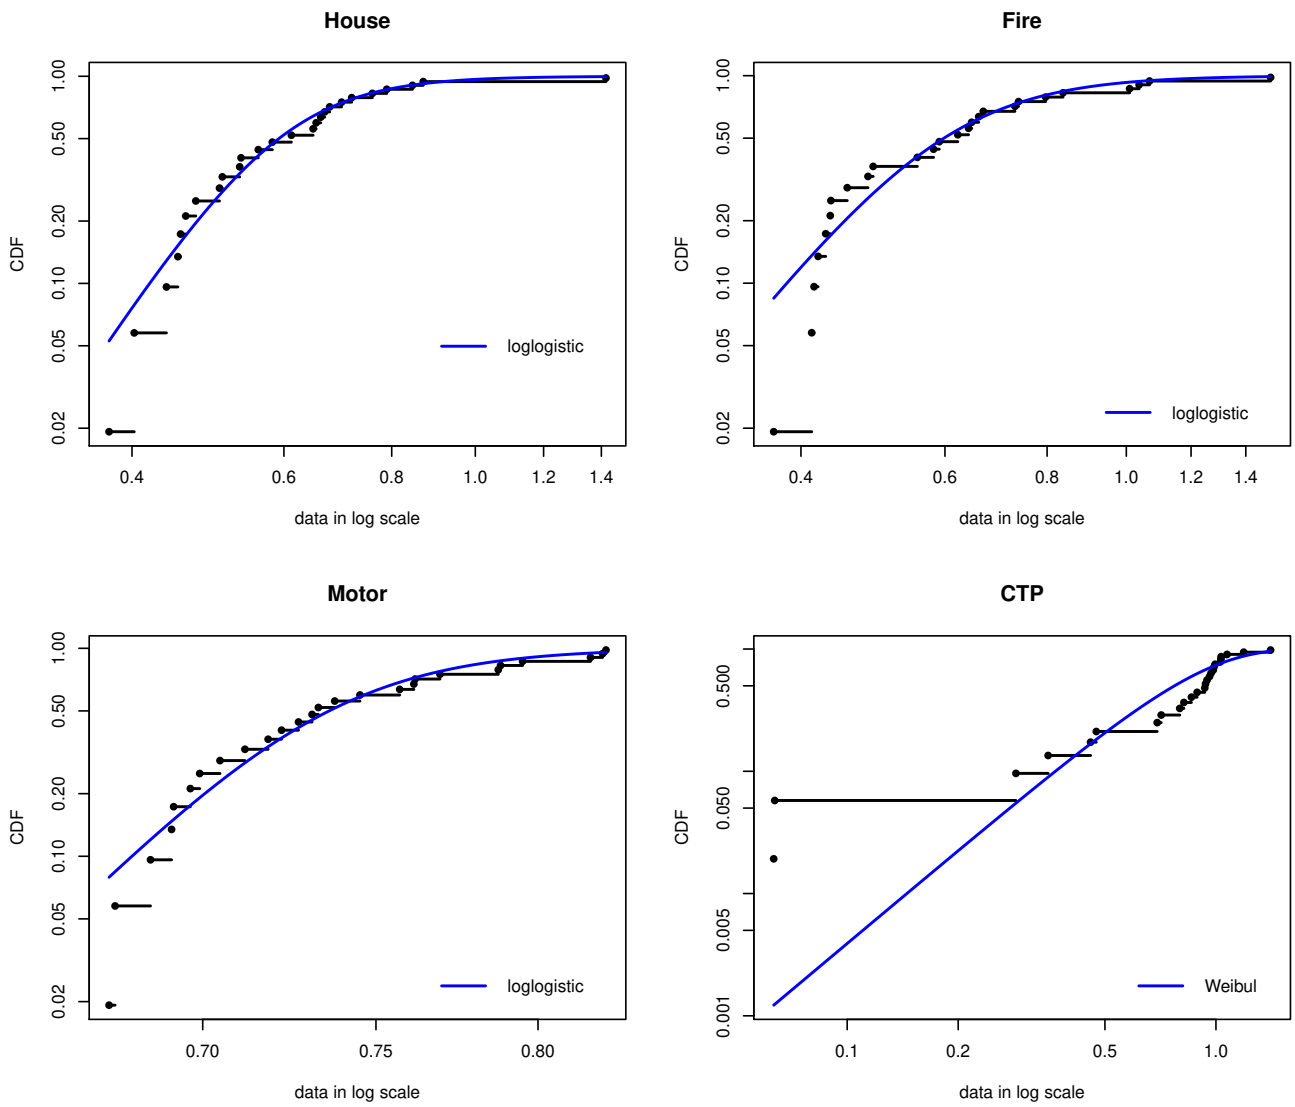 House
CDF
1.00
0.50
0.20
0.10
0.05
0.02
loglogistic
0.4 0.6 0.8 1.0 1.2 1.4
data in log scale
Fire
CDF
1.00
0.50
0.20
0.10
0.05
0.02
loglogistic
0.4 0.6 0.8 1.0 1.2 1.4
data in log scale
Motor
CDF
1.00
0.50
0.20
0.10
0.05
0.02
loglogistic
0.70 0.75 0.80
data in log scale
CTP
CDF
0.500
0.050
0.005
0.001
Weibul
0.1 0.2 0.5 1.0
data in log scale